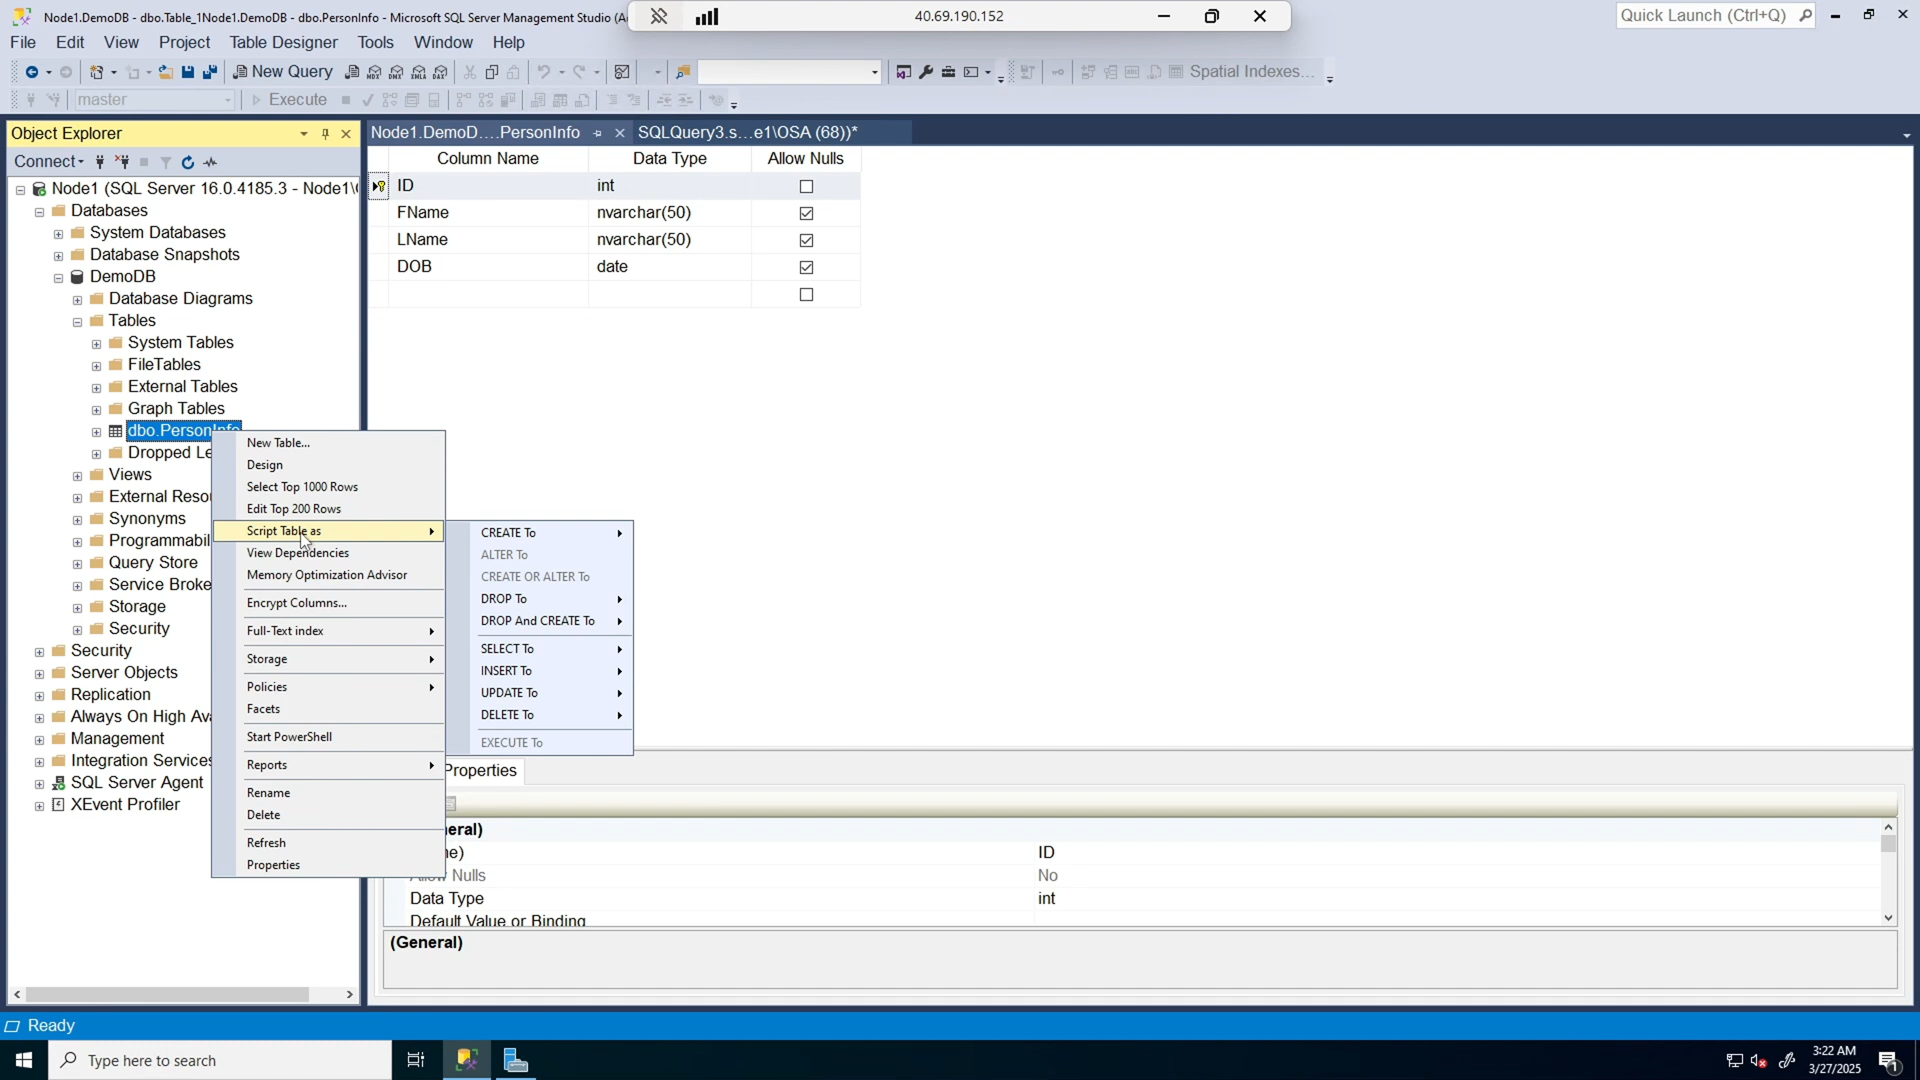 Node1.DemoDB - dbo.Table_1Node1.DemoDB - dbo.PersonInfo - Microsoft SQL Server Management Studio (A
40.69.190.152
Quick Launch (Ctrl+Q)
File Edit View Project Table Designer Tools Window Help
New Query
Spatial Indexes...
master
Execute
Object Explorer
Node1.DemoD....PersonInfo
SQLQuery3.s...e1\OSA (68))*
Connect
Column Name Data Type Allow Nulls
ID int
FName nvarchar(50)
LName nvarchar(50)
DOB date
Node1 (SQL Server 16.0.4185.3 - Node1\
Databases
System Databases
Database Snapshots
DemoDB
Database Diagrams
Tables
System Tables
FileTables
External Tables
Graph Tables
dbo.PersonInfo
Dropped Le
Views
External Resou
Synonyms
Programmabil
Query Store
Service Broke
Storage
Security
Security
Server Objects
Replication
Always On High Ava
Management
Integration Services
SQL Server Agent
XEvent Profiler
New Table...
Design
Select Top 1000 Rows
Edit Top 200 Rows
Script Table as
View Dependencies
Memory Optimization Advisor
Encrypt Columns...
Full-Text index
Storage
Policies
Facets
Start PowerShell
Reports
Rename
Delete
Refresh
Properties
CREATE To
ALTER To
CREATE OR ALTER To
DROP To
DROP And CREATE To
SELECT To
INSERT To
UPDATE To
DELETE To
EXECUTE To
Properties
eral)
e) ID
Nulls No
Data Type int
Default Value or Binding
(General)
Ready
Type here to search
3:22 AM
3/27/2025
1